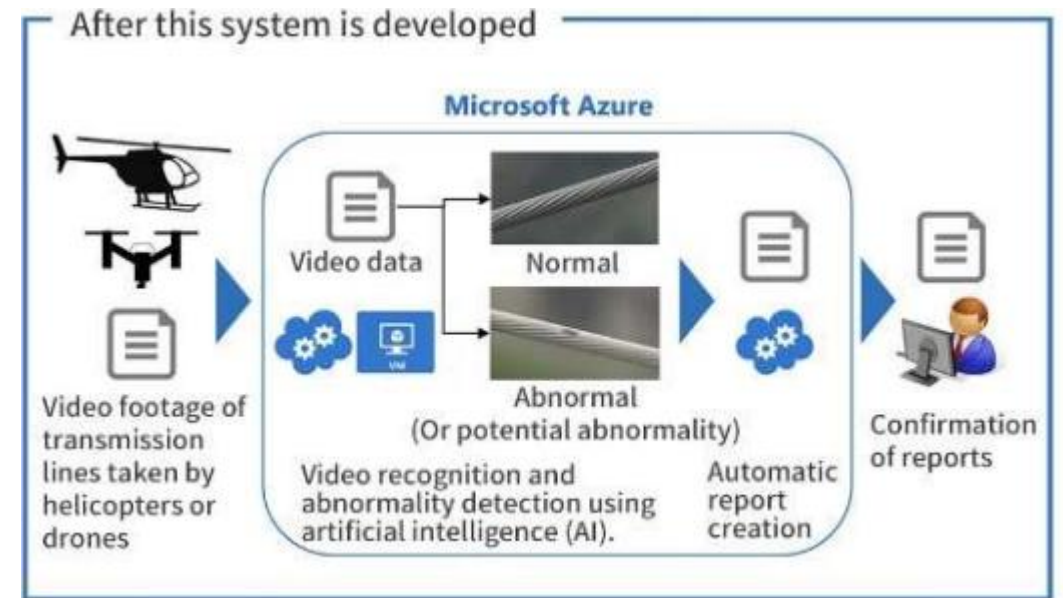 After this system is developed
Microsoft Azure
Video footage of
transmission
lines taken by
helicopters or
drones
Video data
VM
Normal
Abnormal
(Or potential abnormality)
Video recognition and
abnormality detection using
artificial intelligence (AI).
Automatic
report
creation
Confirmation
of reports